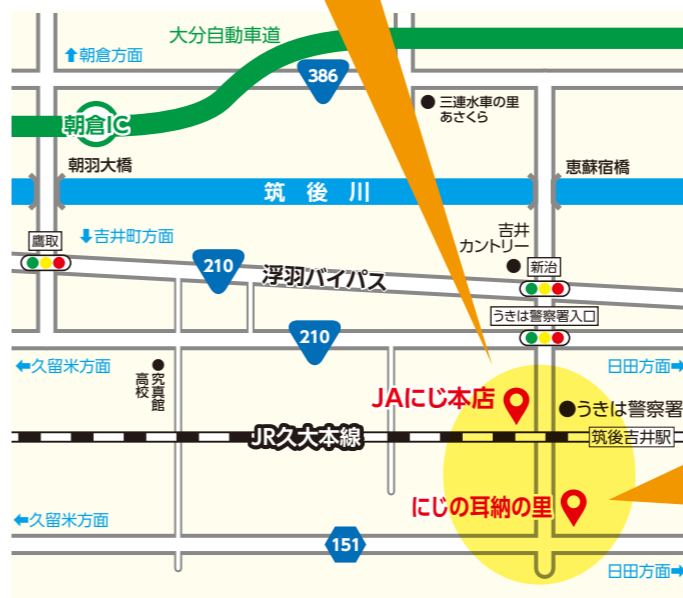 大分自動車道
⬆朝倉方面
386
三連水車の里
あさくら
朝倉IC
朝羽大橋
恵蘇宿橋
筑後川
吉井
カントリー
⬇吉井町方面
鷹取
210
浮羽バイパス
新治
うきは警察署入口
210
⬅久留米方面
究真館
高校
日田方面➡
JAにじ本店
うきは警察署
JR久大本線
筑後吉井駅
にじの耳納の里
⬅久留米方面
151
日田方面➡